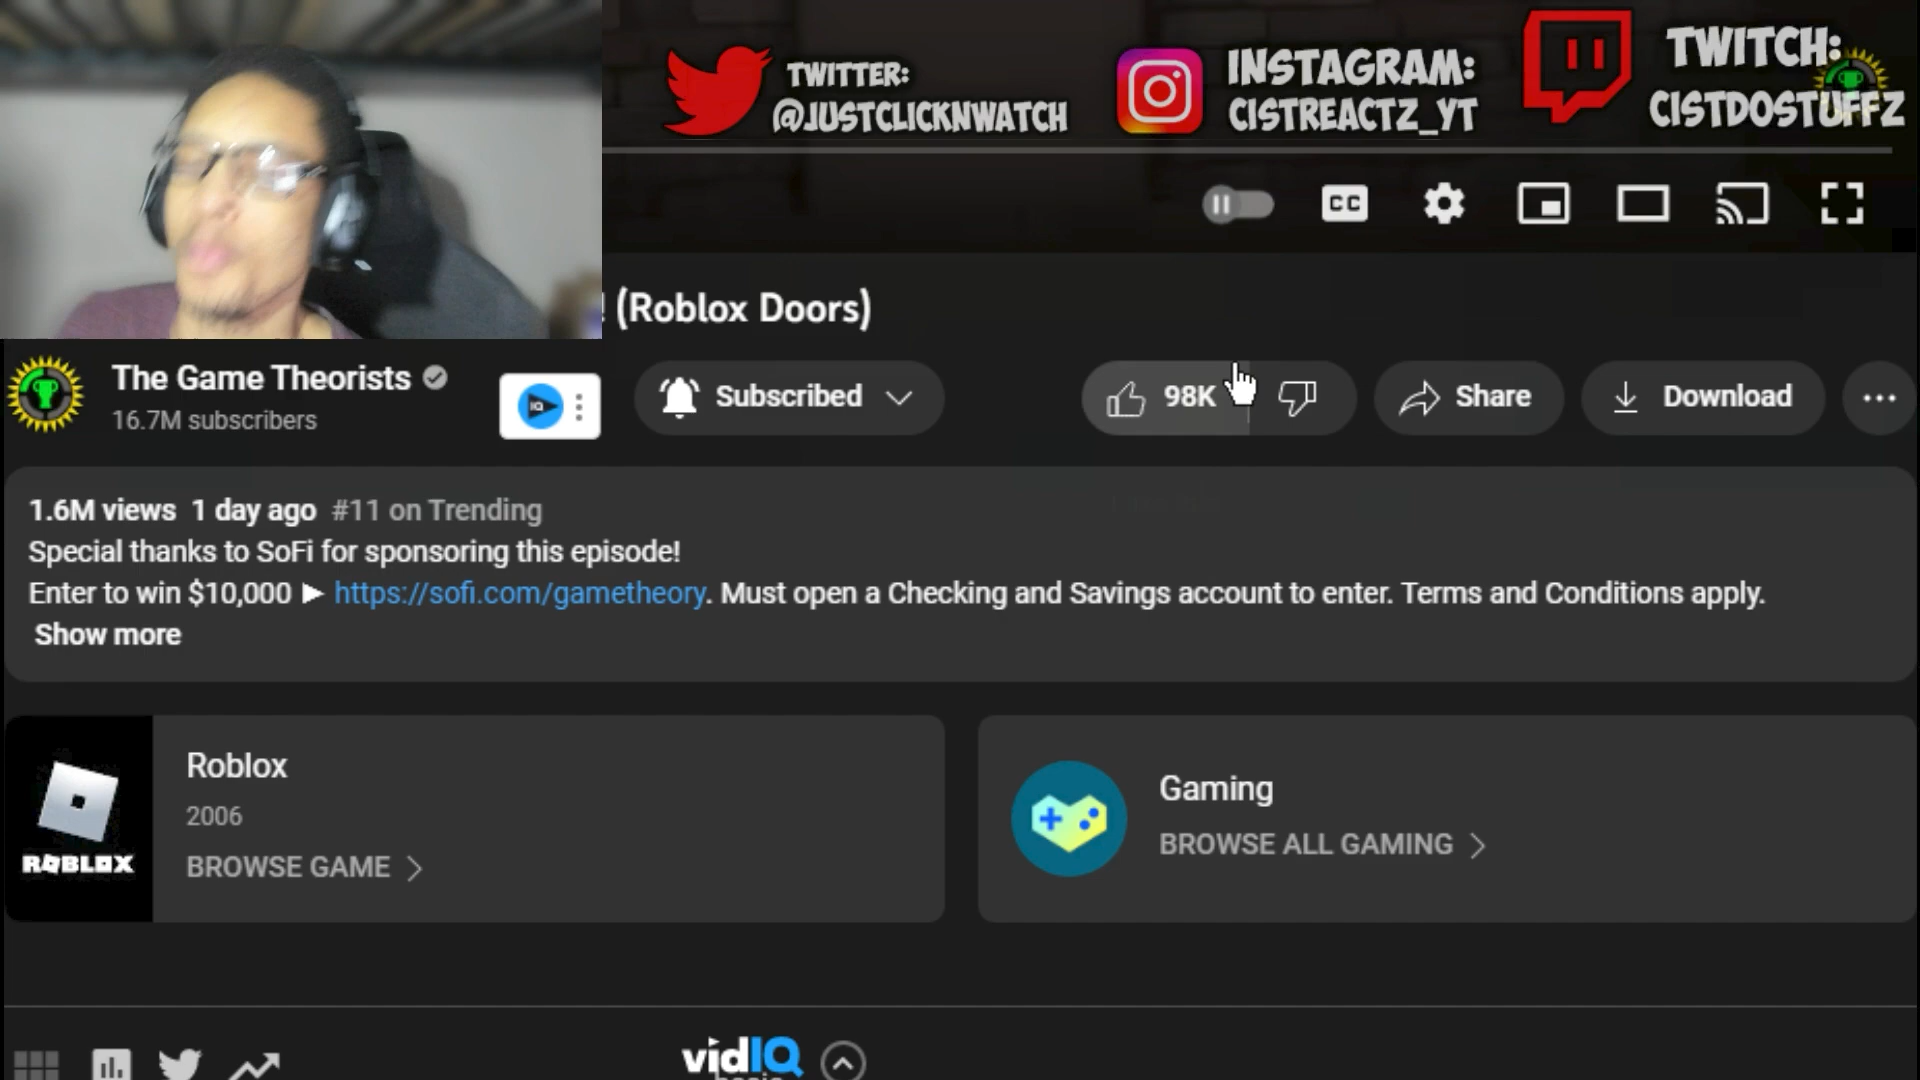 TWITTER:
@JUSTCLICKNWATCH
INSTAGRAM:
CISTREACTZ_YT
TWITCH:
CISTDOSTUFFZ
CC
! (Roblox Doors)
The Game Theorists
16.7M subscribers
IQ
Subscribed
98K
Share
Download
1.6M views 1 day ago #11 on Trending
Special thanks to SoFi for sponsoring this episode!
Enter to win $10,000 ▶ https://sofi.com/gametheory. Must open a Checking and Savings account to enter. Terms and Conditions apply.
Show more
Roblox
2006
BROWSE GAME
ROBLOX
Gaming
BROWSE ALL GAMING
vidIQ